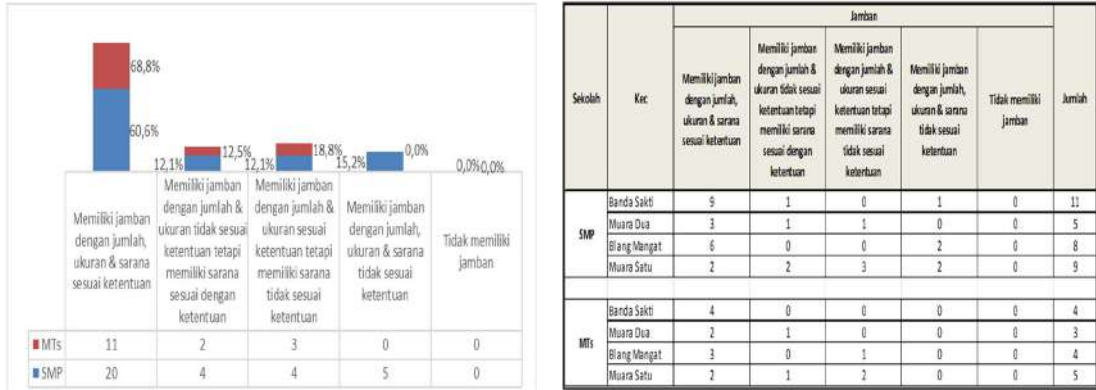 68,8%
60,6%
12,1% 12,5% 12,1% 18,8% 15,2% 0,0% 0,0% 0,0%
Memiliki jamban
dengan jumlah,
ukuran & sarana
sesuai ketentuan
Memiliki jamban
dengan jumlah &
ukuran tidak sesuai
ketentuan tetapi
memiliki sarana
sesuai dengan
ketentuan
Memiliki jamban
dengan jumlah &
ukuran sesuai
ketentuan tetapi
memiliki sarana
tidak sesuai
ketentuan
Memiliki jamban
dengan jumlah,
ukuran & sarana
tidak sesuai
ketentuan
Tidak memiliki
jamban
MTs 11 2 3 0 0
SMP 20 4 4 5 0
Jamban
Sekolah
Kec
Memiliki jamban
dengan jumlah,
ukuran & sarana
sesuai ketentuan
Memiliki jamban
dengan jumlah &
ukuran tidak sesuai
ketentuan tetapi
memiliki sarana
sesuai dengan
ketentuan
Memiliki jamban
dengan jumlah &
ukuran sesuai
ketentuan tetapi
memiliki sarana
tidak sesuai
ketentuan
Memiliki jamban
dengan jumlah,
ukuran & sarana
tidak sesuai
ketentuan
Tidak memiliki
jamban
Jumlah
SMP
Banda Sakti 9 1 0 1 0 11
Muara Dua 3 1 1 0 0 5
Blang Mangat 6 0 0 2 0 8
Muara Satu 2 2 3 2 0 9
MTs
Banda Sakti 4 0 0 0 0 4
Muara Dua 2 1 0 0 0 3
Blang Mangat 3 0 1 0 0 4
Muara Satu 2 1 2 0 0 5